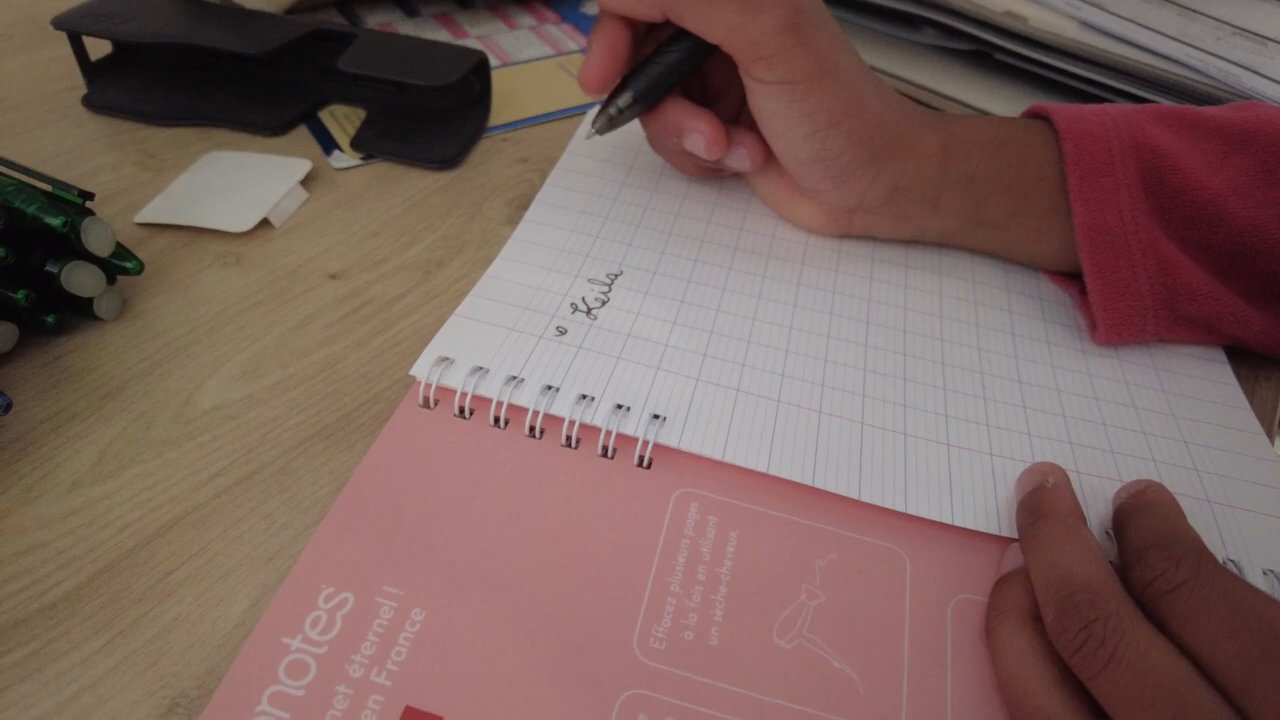 Keila
notes
net éternel !
en France
Effacez plusieurs pages
à la fois en utilisant
un sèche-cheveux.